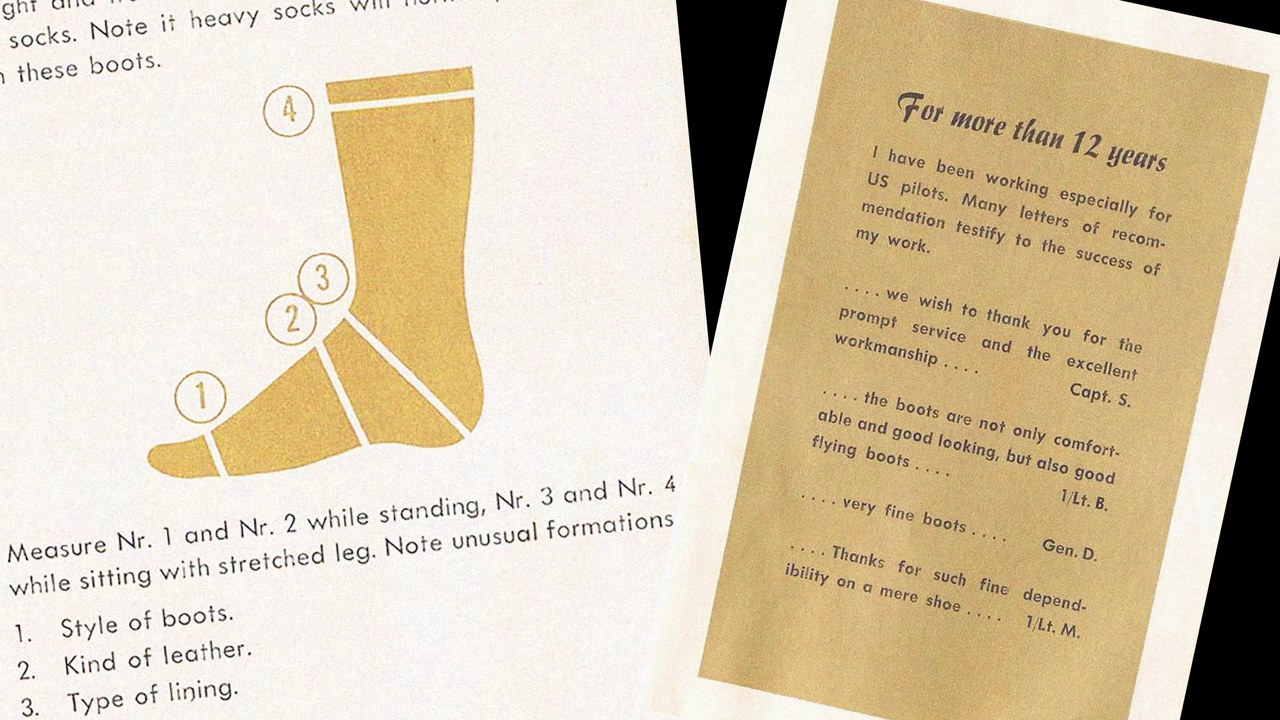 socks. Note it heavy socks will
these boots.
4
3
2
1
Measure Nr. 1 and Nr. 2 while standing, Nr. 3 and Nr. 4
while sitting with stretched leg. Note unusual formations
1. Style of boots.
2. Kind of leather.
3. Type of lining.
For more than 12 years
I have been working especially for
US pilots. Many letters of recom-
mendation testify to the success of
my work.
.... we wish to thank you for the
prompt service and the excellent
workmanship ....
Capt. S.
.... the boots are not only comfort-
able and good looking, but also good
flying boots ....
1/Lt. B.
.... very fine boots ....
Gen. D.
.... Thanks for such fine depend-
ibility on a mere shoe .... 1/Lt. M.